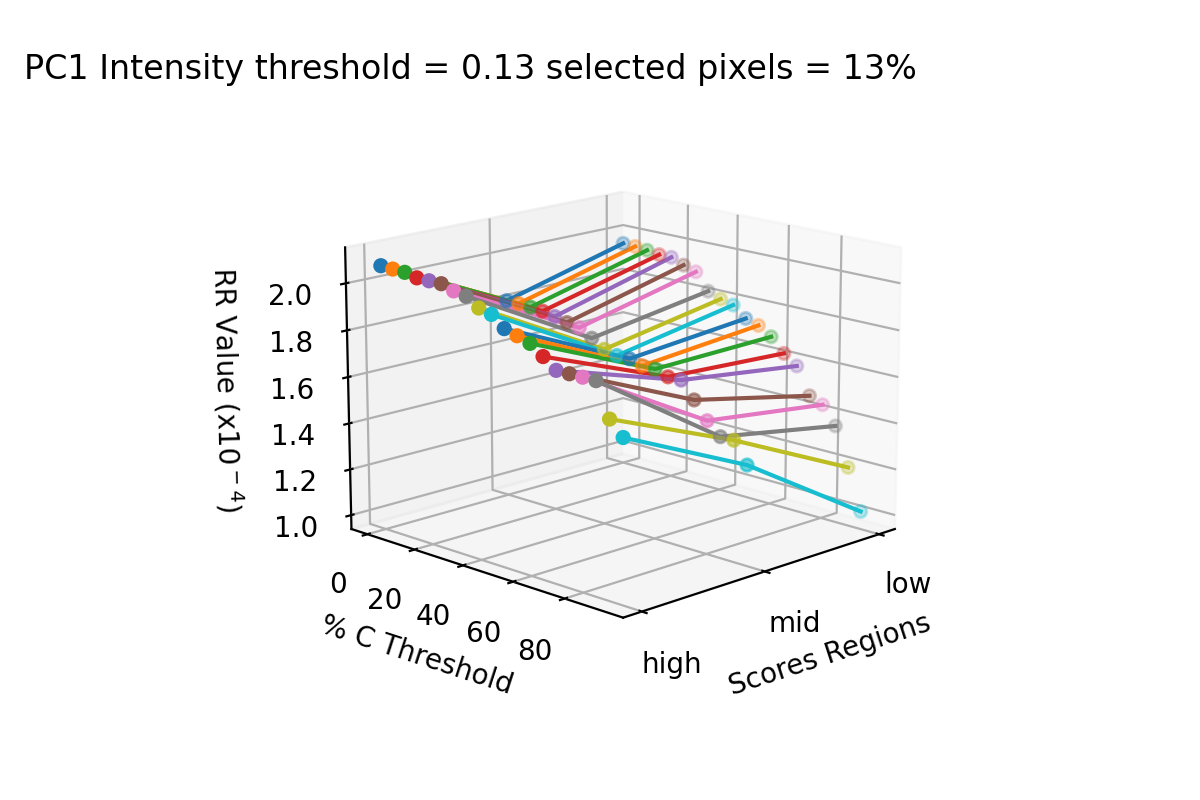 PC1 Intensity threshold = 0.13 selected pixels = 13%
RR Value (x10⁻⁴)
2.0
1.8
1.6
1.4
1.2
1.0
0
20
40
60
80
% C Threshold
high
mid
low
Scores Regions